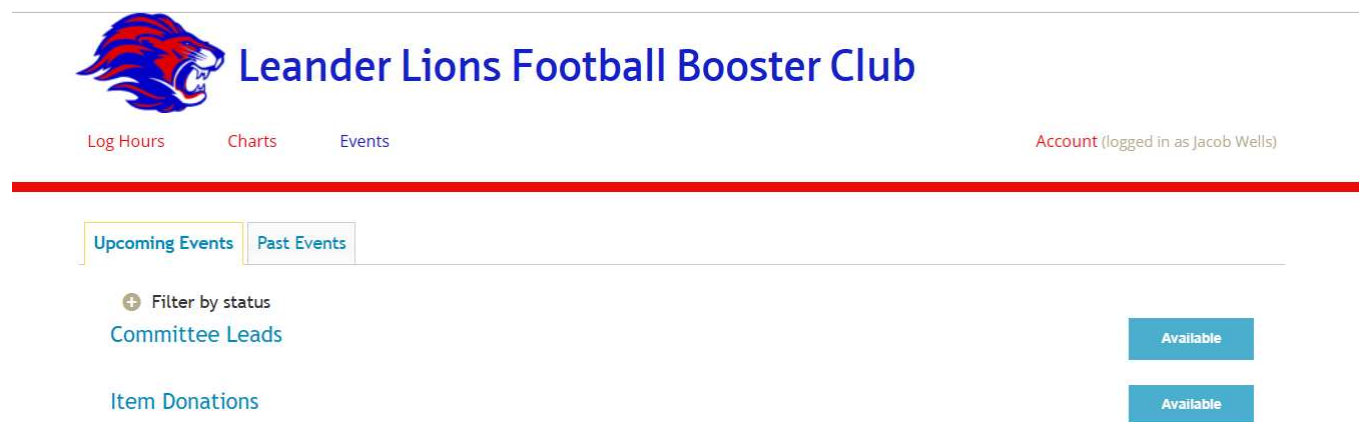 Leander Lions Football Booster Club
Log Hours Charts Events Account (logged in as Jacob Wells)
Upcoming Events Past Events
Filter by status
Committee Leads Available
Item Donations Available